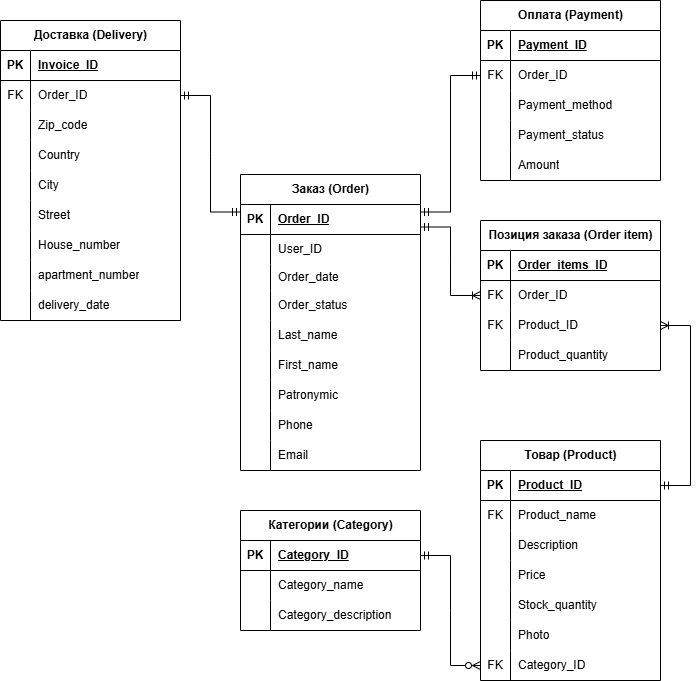 Доставка (Delivery)
PK Invoice_ID
FK Order_ID
Zip_code
Country
City
Street
House_number
apartment_number
delivery_date
Оплата (Payment)
PK Payment_ID
FK Order_ID
Payment_method
Payment_status
Amount
Заказ (Order)
PK Order_ID
User_ID
Order_date
Order_status
Last_name
First_name
Patronymic
Phone
Email
Позиция заказа (Order item)
PK Order_items_ID
FK Order_ID
FK Product_ID
Product_quantity
Категории (Category)
PK Category_ID
Category_name
Category_description
Товар (Product)
PK Product_ID
FK Product_name
Description
Price
Stock_quantity
Photo
FK Category_ID